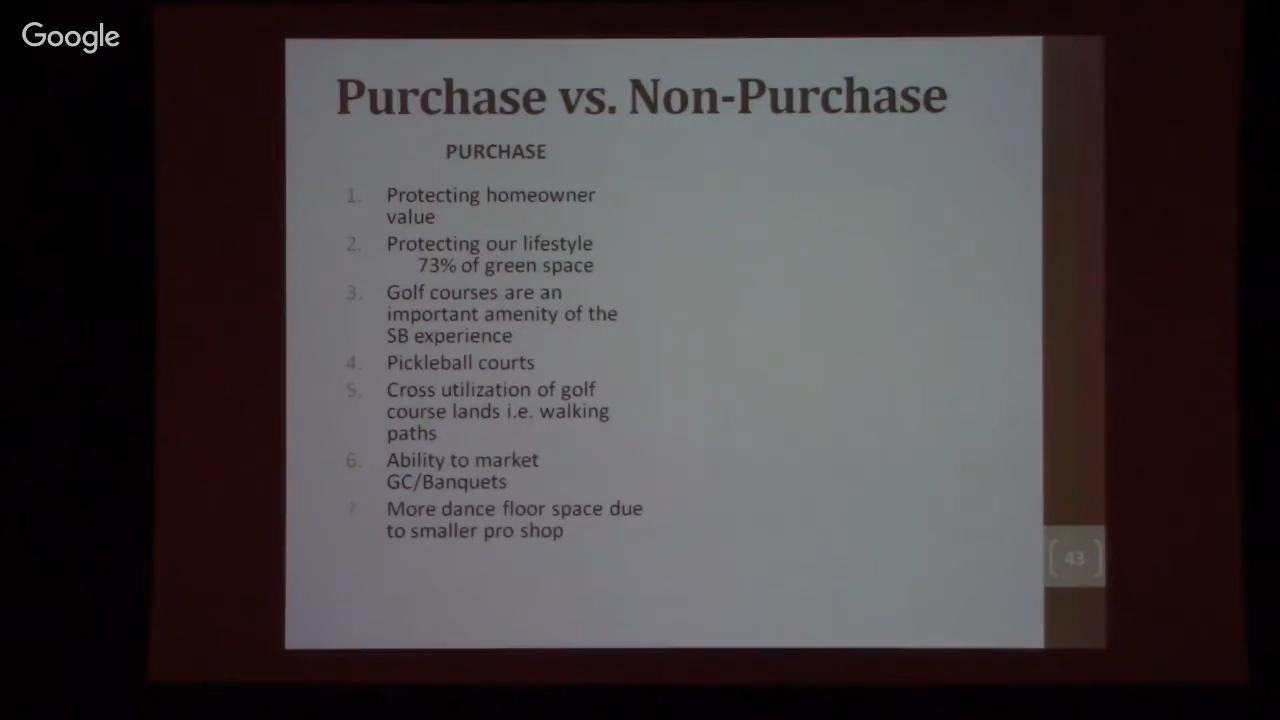 Google
Purchase vs. Non-Purchase
PURCHASE
1. Protecting homeowner
value
2. Protecting our lifestyle
73% of green space
3. Golf courses are an
important amenity of the
SB experience
4. Pickleball courts
5. Cross utilization of golf
course lands i.e. walking
paths
6. Ability to market
GC/Banquets
7 More dance floor space due
to smaller pro shop
43